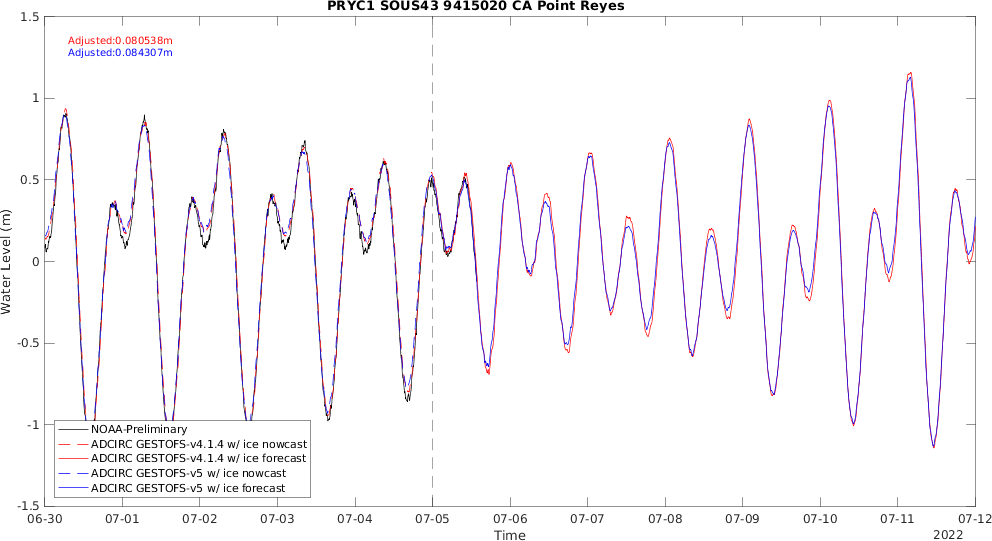 PRYC1 SOUS43 9415020 CA Point Reyes
Adjusted:0.080538m
Adjusted:0.084307m
1.5
1
0.5
0
-0.5
-1
-1.5
Water Level (m)
NOAA-Preliminary
ADCIRC GESTOFS-v4.1.4 w/ ice nowcast
ADCIRC GESTOFS-v4.1.4 w/ ice forecast
ADCIRC GESTOFS-v5 w/ ice nowcast
ADCIRC GESTOFS-v5 w/ ice forecast
06-30 07-01 07-02 07-03 07-04 07-05 07-06 07-07 07-08 07-09 07-10 07-11 07-12
Time
2022